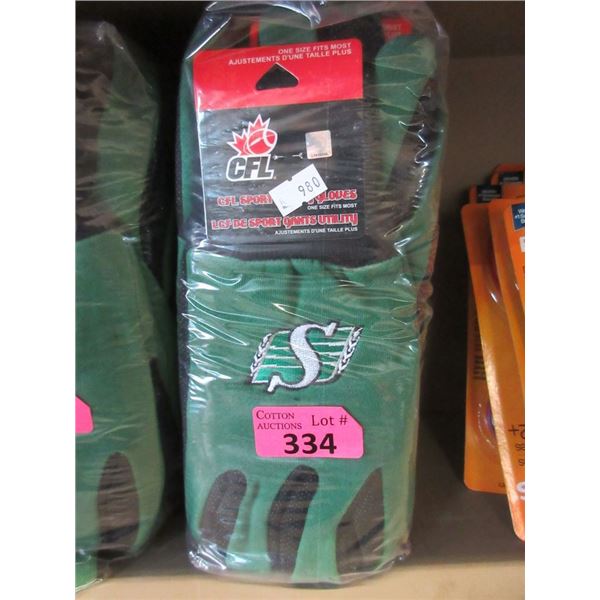 ONE SIZE FITS MOST
AJUSTEMENTS D'UNE TAILLE PLUS
CFL
980
CFL SPORT GLOVES
ONE SIZE FITS MOST
LCF DE SPORT GANTS UTILITY
AJUSTEMENTS D'UNE TAILLE PLUS
S
COTTON
AUCTIONS
Lot #
334